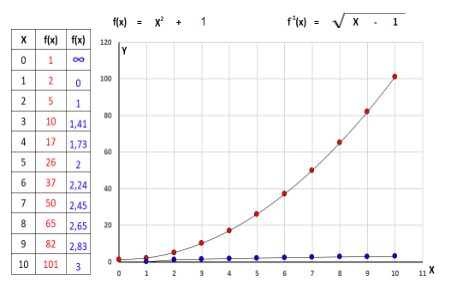 f(x) = X² + 1
f⁻¹(x) = √ X - 1
X f(x) f(x)
0 1 ∞
1 2 0
2 5 1
3 10 1,41
4 17 1,73
5 26 2
6 37 2,24
7 50 2,45
8 65 2,65
9 82 2,83
10 101 3
Y
120
100
80
60
40
20
0
0 1 2 3 4 5 6 7 8 9 10 11 X